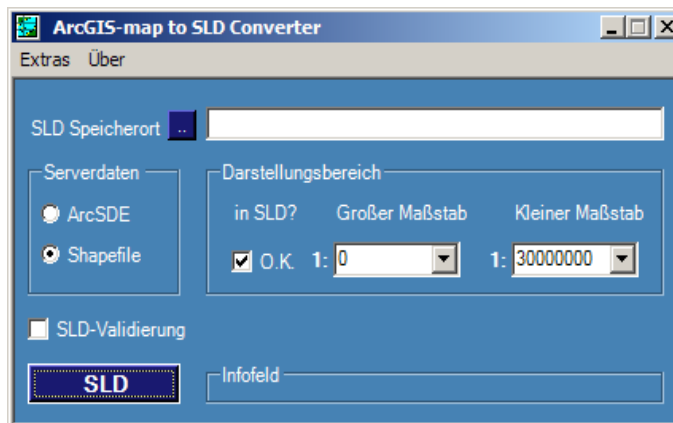 ArcGIS-map to SLD Converter
Extras Über
SLD Speicherort ..
Serverdaten
ArcSDE
Shapefile
Darstellungsbereich
in SLD? Großer Maßstab Kleiner Maßstab
O.K. 1: 0 1: 30000000
SLD-Validierung
SLD
Infofeld